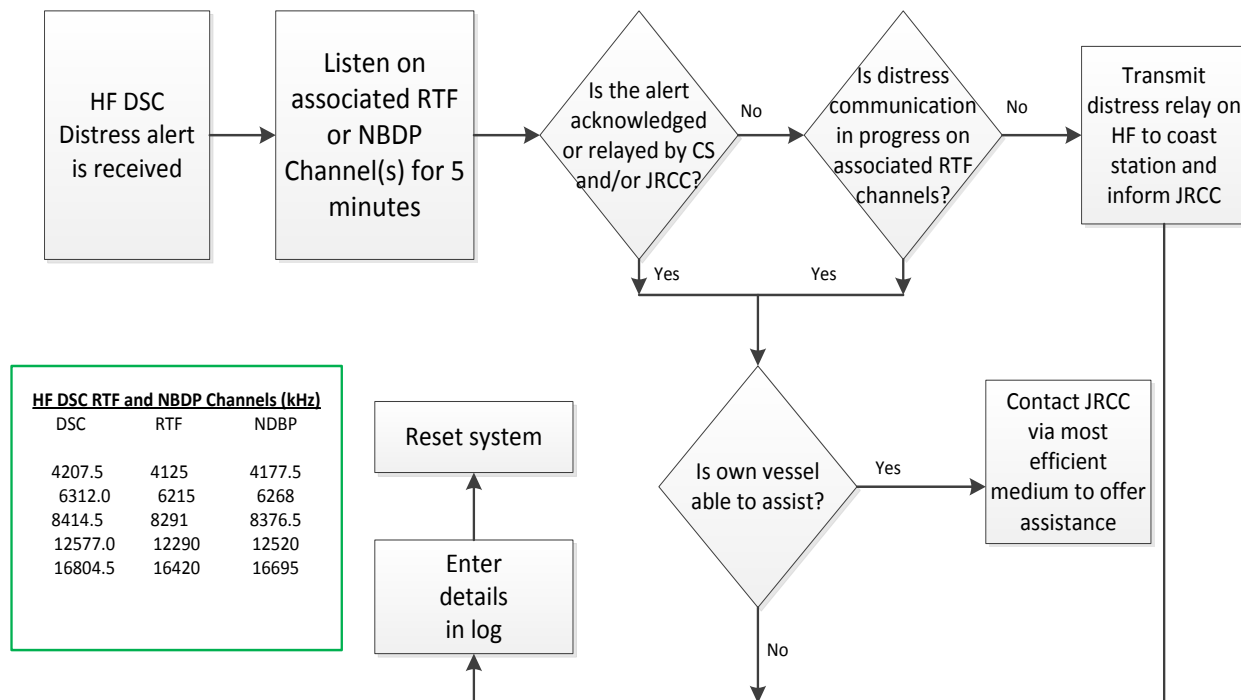 HF DSC
Distress alert
is received
Listen on
associated RTF
or NBDP
Channel(s) for 5
minutes
Is the alert
acknowledged
or relayed by CS
and/or JRCC?
No
Is distress
communication
in progress on
associated RTF
channels?
No
Transmit
distress relay on
HF to coast
station and
inform JRCC
Yes
Yes
HF DSC RTF and NBDP Channels (kHz)
DSC RTF NDBP
4207.5 4125 4177.5
6312.0 6215 6268
8414.5 8291 8376.5
12577.0 12290 12520
16804.5 16420 16695
Reset system
Enter
details
in log
Is own vessel
able to assist?
Yes
Contact JRCC
via most
efficient
medium to offer
assistance
No